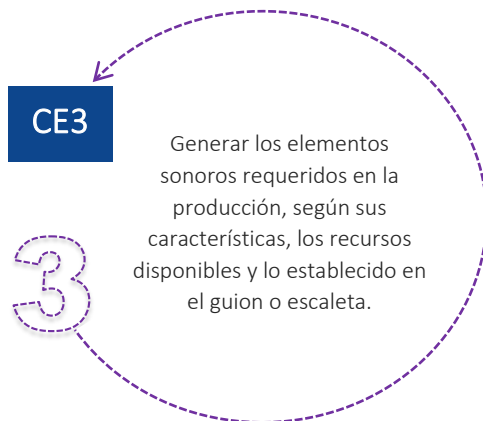 CE3
Generar los elementos
sonoros requeridos en la
producción, según sus
características, los recursos
disponibles y lo establecido en
el guion o escaleta.
3